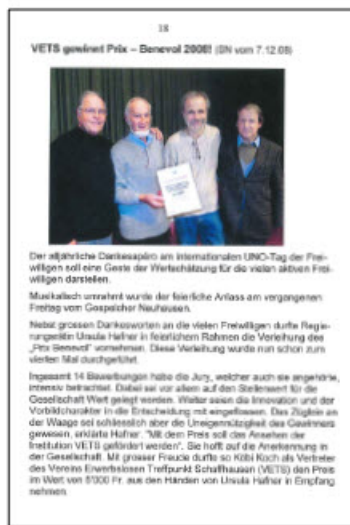 18
VETS gewinnt Prix – Benevol 2008! (SN vom 7.12.08)
Der alljährliche Dankesapéro am internationalen UNO-Tag der Frei-
willigen soll eine Geste der Wertschätzung für die vielen aktiven Frei-
willigen darstellen.
Musikalisch umrahmt wurde der feierliche Anlass am vergangenen
Freitag vom Gospelchor Neuhausen.
Nebst grossen Dankesworten an die vielen Freiwilligen durfte Regie-
rungsrätin Ursula Hafner in feierlichem Rahmen die Verleihung des
„Prix Benevol" vornehmen. Diese Verleihung wurde nun schon zum
vierten Mal durchgeführt.
Insgesamt 14 Bewerbungen habe die Jury, welcher auch sie angehörte,
intensiv betrachtet. Dabei sei vor allem auf den Stellenwert für die
Gesellschaft Wert gelegt worden. Weiter seien die Innovation und der
Vorbildcharakter in die Entscheidung mit eingeflossen. Das Zünglein an
der Waage sei schliesslich aber die Uneigennützigkeit des Gewinners
gewesen, erklärte Hafner. "Mit dem Preis soll das Ansehen der
Institution VETS gefördert werden". Sie hofft auf die Anerkennung in
der Gesellschaft. Mit grosser Freude durfte so Köbi Koch als Vertreter
des Vereins Erwerbslosen Treffpunkt Schaffhausen (VETS) den Preis
im Wert von 5'000 Fr. aus den Händen von Ursula Hafner in Empfang
nehmen.